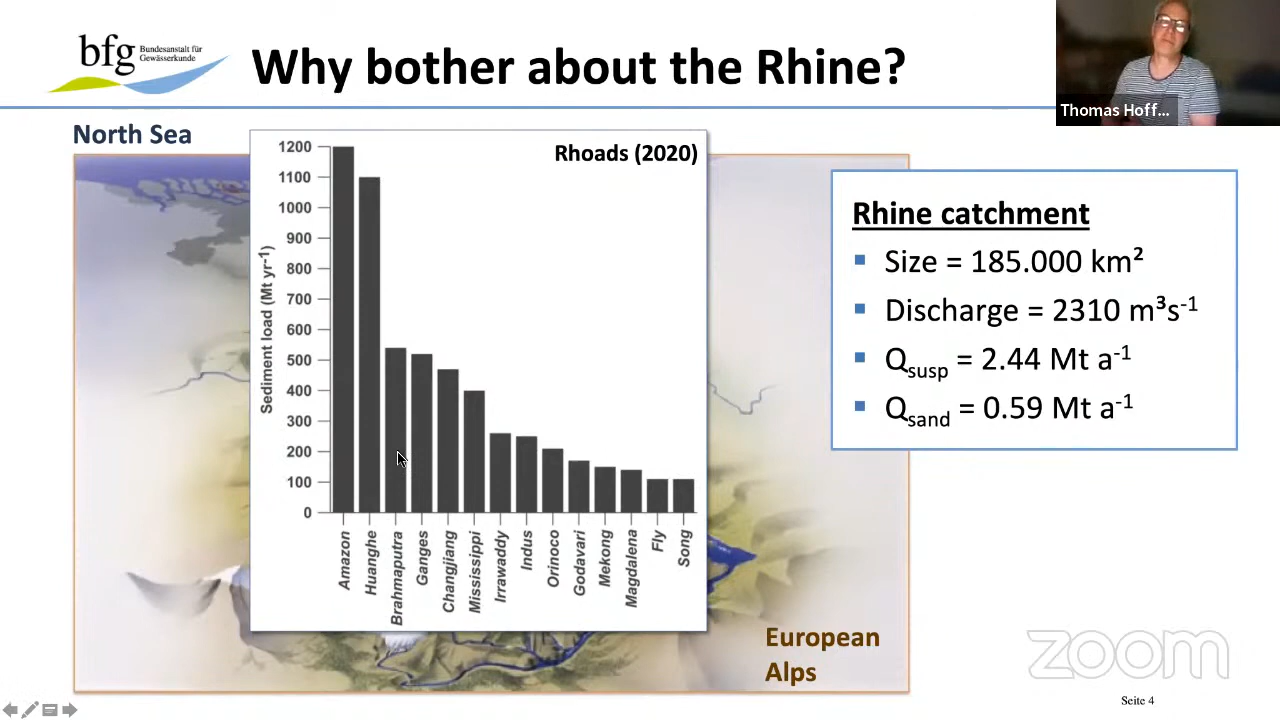 bfg
Bundesanstalt für
Gewässerkunde
Why bother about the Rhine?
Thomas Hoff...
North Sea
Rhoads (2020)
Sediment load (Mt yr-1)
1200
1100
1000
900
800
700
600
500
400
300
200
100
0
Amazon
Huanghe
Brahmaputra
Ganges
Changjiang
Mississippi
Irrawaddy
Indus
Orinoco
Godavari
Mekong
Magdalena
Fly
Song
Rhine catchment
▪ Size = 185.000 km²
▪ Discharge = 2310 m³s⁻¹
▪ Qsusp = 2.44 Mt a⁻¹
▪ Qsand = 0.59 Mt a⁻¹
European
Alps
zoom
Seite 4